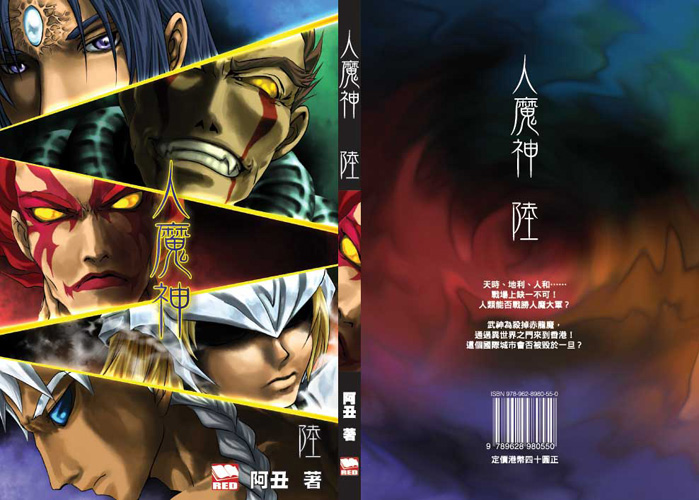 人魔神
陸
阿丑 著
RED
人魔神 陸
阿丑 著
RED
人魔神 陸
天時、地利、人和……
戰場上缺一不可！
人類能否戰勝人魔大軍？
武神為殺掉赤龍魔，
通過異世界之門來到香港！
這個國際城市會否被毀於一旦？
ISBN 978-962-8980-55-0
9 789628 980550
定價港幣四十圓正